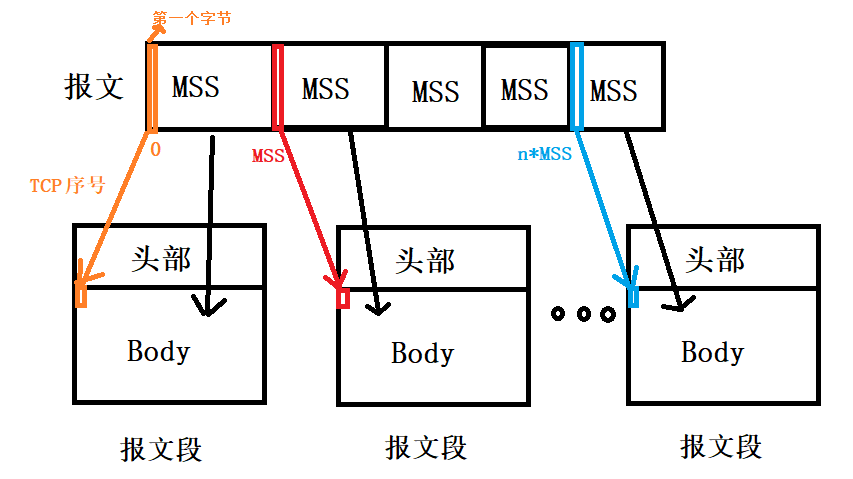 第一个字节
报文 MSS MSS MSS MSS MSS
0 MSS n*MSS
TCP序号
头部 头部 头部
Body Body Body
报文段 报文段 报文段